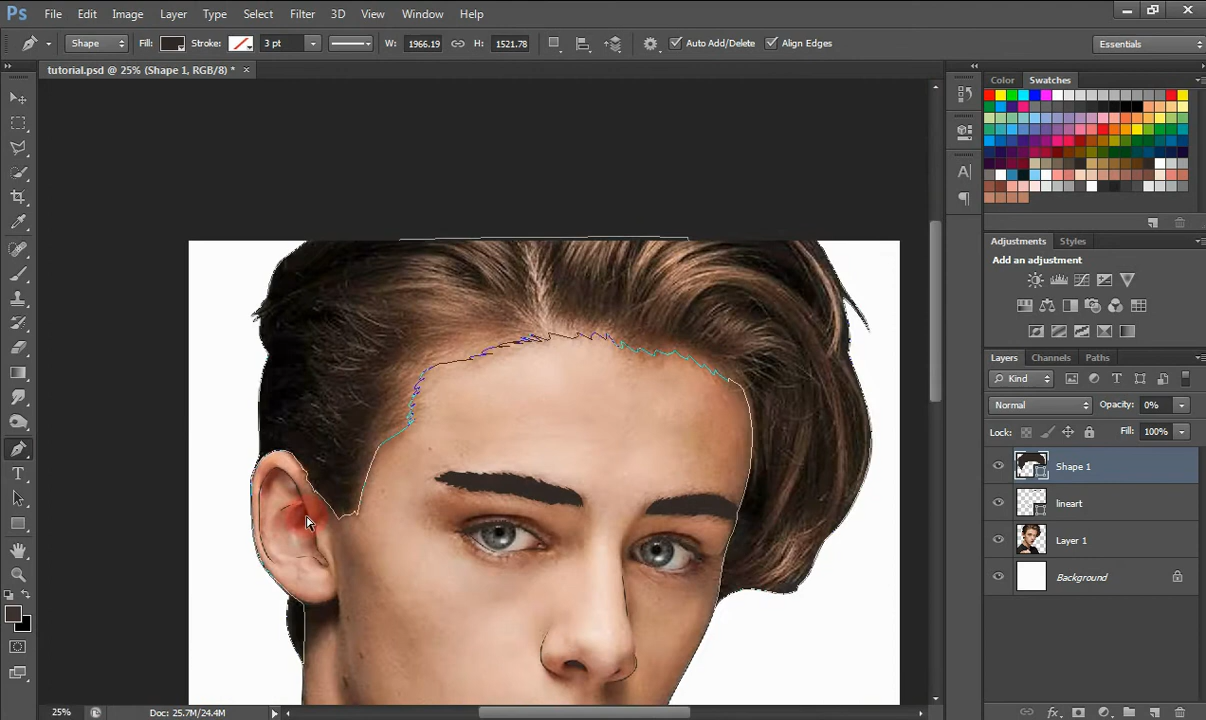 Ps File Edit Image Layer Type Select Filter 3D View Window Help
Shape Fill: Stroke: 3 pt W: 1966.19 H: 1521.78 Auto Add/Delete Align Edges Essentials
tutorial.psd @ 25% (Shape 1, RGB/8) *
Color Swatches
Adjustments Styles
Add an adjustment
Layers Channels Paths
Kind
Normal Opacity: 0%
Lock: Fill: 100%
Shape 1
lineart
Layer 1
Background
25% Doc: 25.7M/24.4M